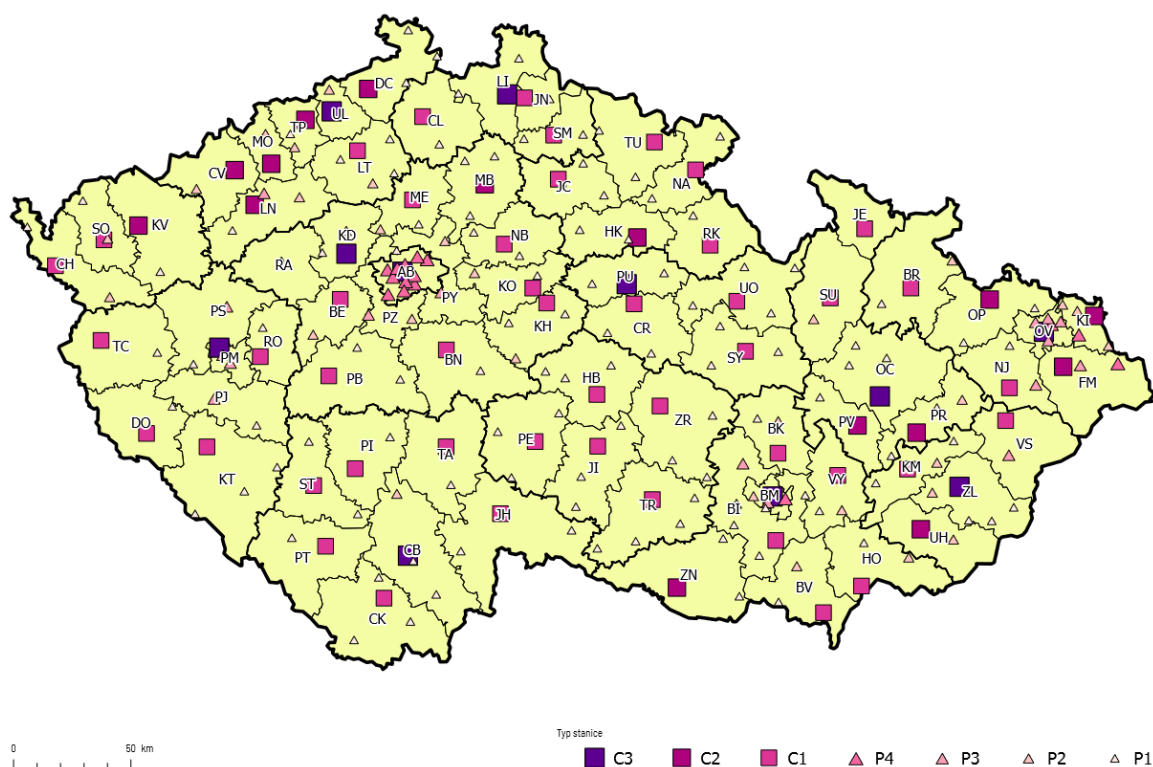 DC
LI
JN
UL
CL
TP
SM
TU
MO
LT
CV
MB
JC
NA
ME
LN
KV
SO
KD
NB
HK
RK
JE
CH
RA
AB
KO
PU
UO
BR
PS
BE
PZ
PY
SU
OP
OV
KI
TC
RO
PM
KH
CR
SY
BN
OC
NJ
FM
PB
HB
PJ
DO
ZR
PV
PR
PI
TA
PE
BK
VS
KT
ST
JI
VY
KM
BM
ZL
JH
TR
BI
PT
CB
UH
HO
ZN
BV
CK
Typ stanice
0 50 km
C3 C2 C1 P4 P3 P2 P1